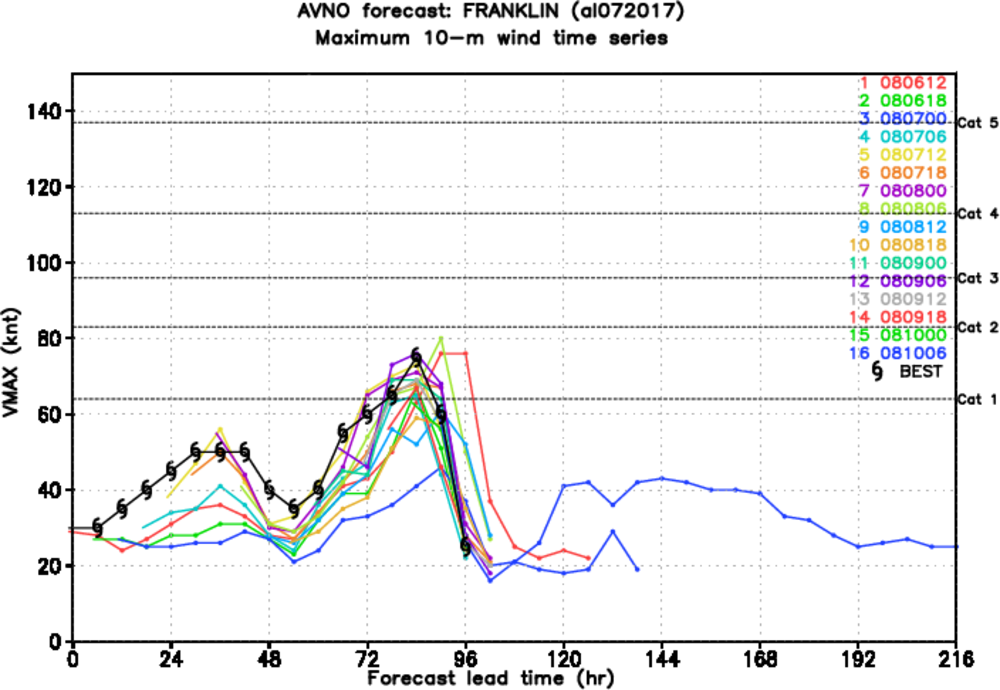 AVNO forecast: FRANKLIN (al072017)
Maximum 10-m wind time series
VMAX (knt)
140
120
100
80
60
40
20
0
1 080612
2 080618
3 080700
4 080706
5 080712
6 080718
7 080800
8 080806
9 080812
10 080818
11 080900
12 080906
13 080912
14 080918
15 081000
16 081006
BEST
Cat 5
Cat 4
Cat 3
Cat 2
Cat 1
0 24 48 72 96 120 144 168 192 216
Forecast lead time (hr)